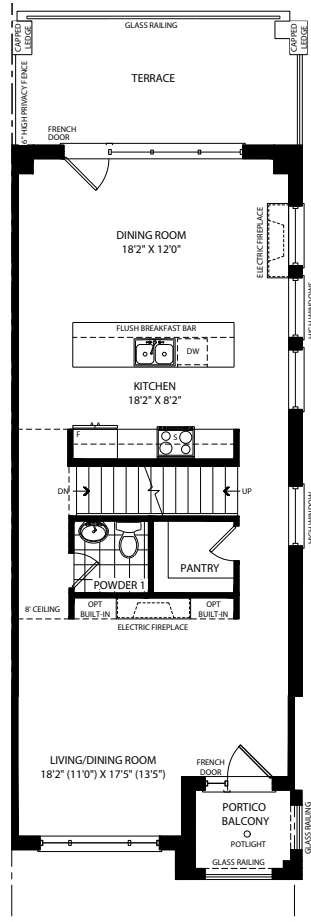 GLASS RAILING
CAPPED
LEDGE
CAPPED
LEDGE
TERRACE
6" HIGH PRIVACY FENCE
FRENCH
DOOR
DINING ROOM
18'2" X 12'0"
ELECTRIC FIREPLACE
HIGH WINDOWS
FLUSH BREAKFAST BAR
DW
KITCHEN
18'2" X 8'2"
F
S
DN
UP
HIGH WINDOW
POWDER 1
PANTRY
8' CEILING
OPT
BUILT-IN
OPT
BUILT-IN
ELECTRIC FIREPLACE
LIVING/DINING ROOM
18'2" (11'0") X 17'5" (13'5")
FRENCH
DOOR
PORTICO
BALCONY
POTLIGHT
GLASS RAILING
GLASS RAILING